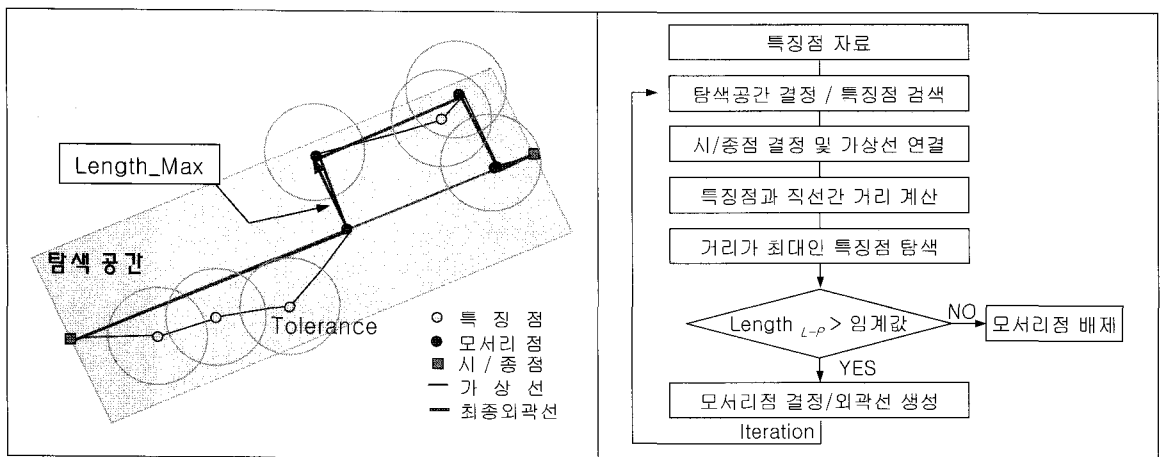 Length_Max
탐색 공간
Tolerance
특 징 점
모서리 점
시 / 종 점
가 상 선
최종외곽선
특징점 자료
탐색공간 결정 / 특징점 검색
시/종점 결정 및 가상선 연결
특징점과 직선간 거리 계산
거리가 최대인 특징점 탐색
Length L-P > 임계값
NO
모서리점 배제
YES
모서리점 결정/외곽선 생성
Iteration